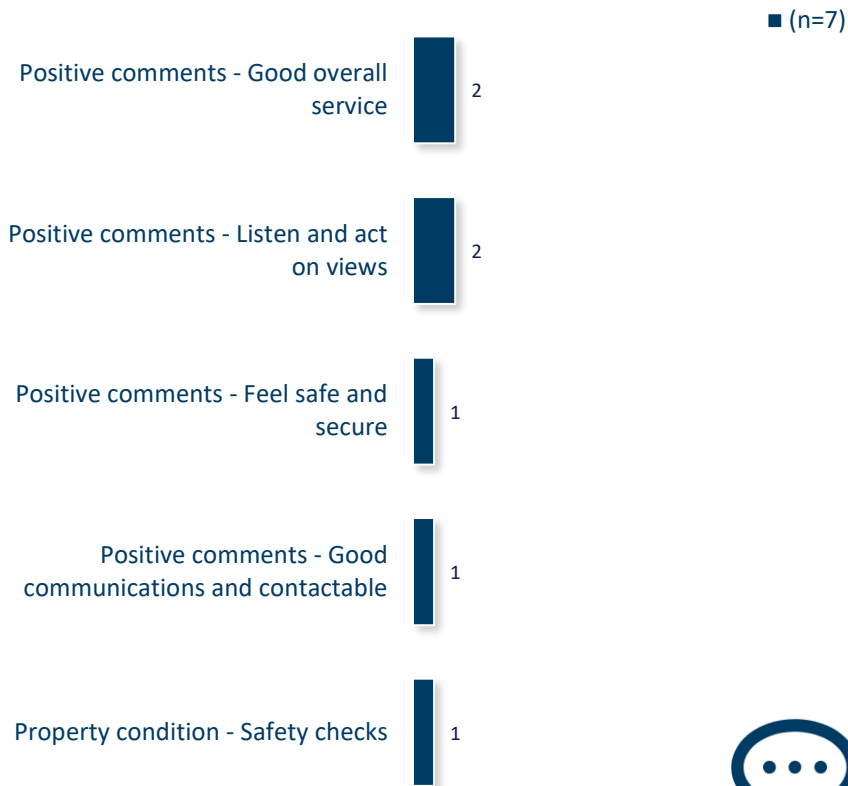 (n=7)
Positive comments - Good overall
service
2
Positive comments - Listen and act
on views
2
Positive comments - Feel safe and
secure
1
Positive comments - Good
communications and contactable
1
Property condition - Safety checks
1